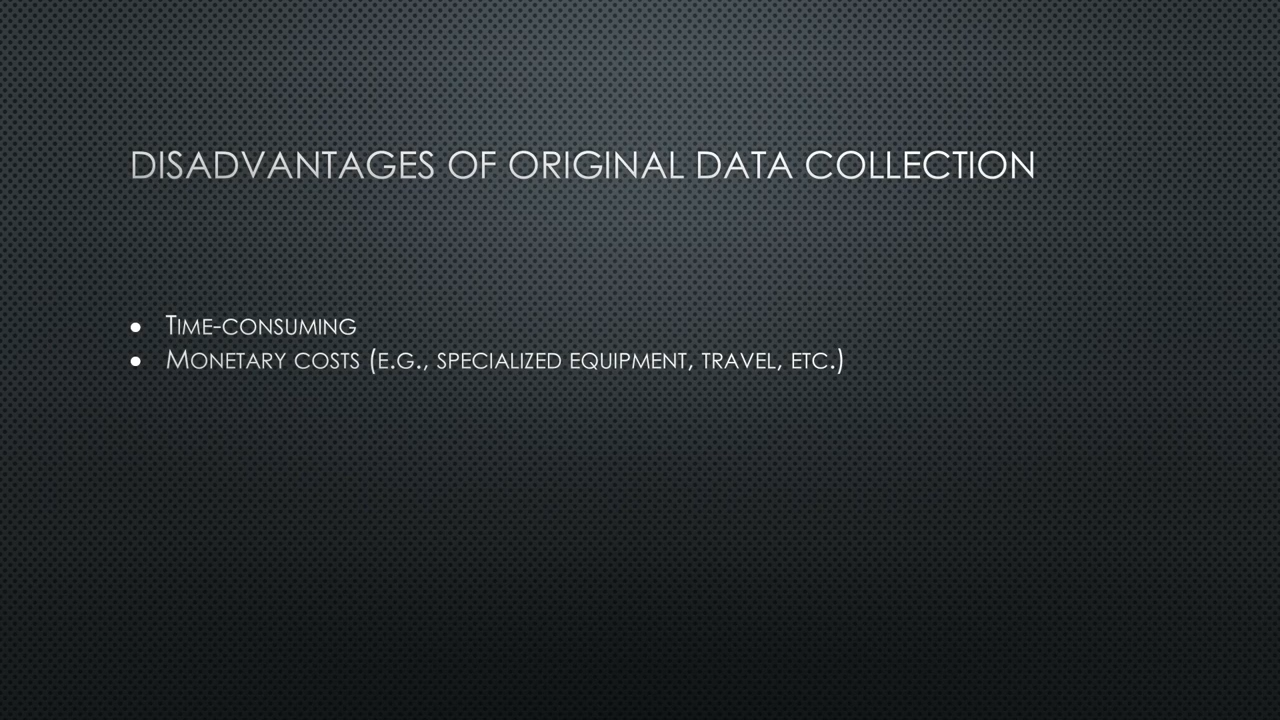 DISADVANTAGES OF ORIGINAL DATA COLLECTION
• TIME-CONSUMING
• MONETARY COSTS (E.G., SPECIALIZED EQUIPMENT, TRAVEL, ETC.)